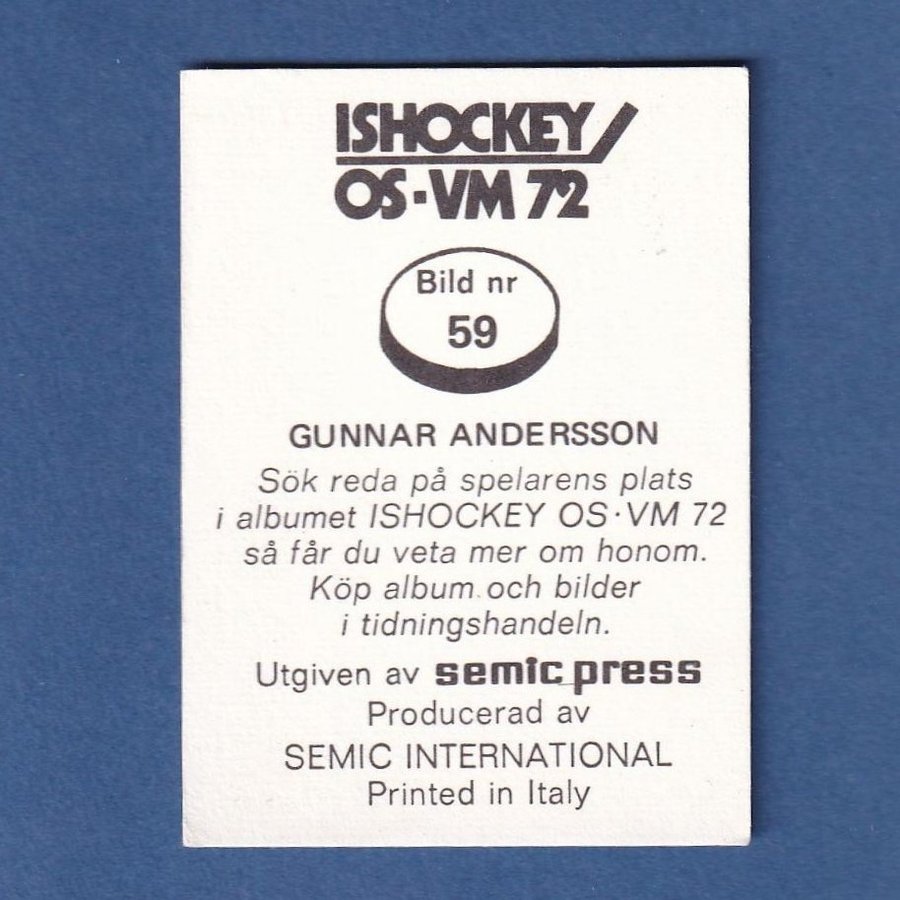 ISHOCKEY
OS·VM 72
Bild nr
59
GUNNAR ANDERSSON
Sök reda på spelarens plats
i albumet ISHOCKEY OS·VM 72
så får du veta mer om honom.
Köp album och bilder
i tidningshandeln.
Utgiven av semic press
Producerad av
SEMIC INTERNATIONAL
Printed in Italy